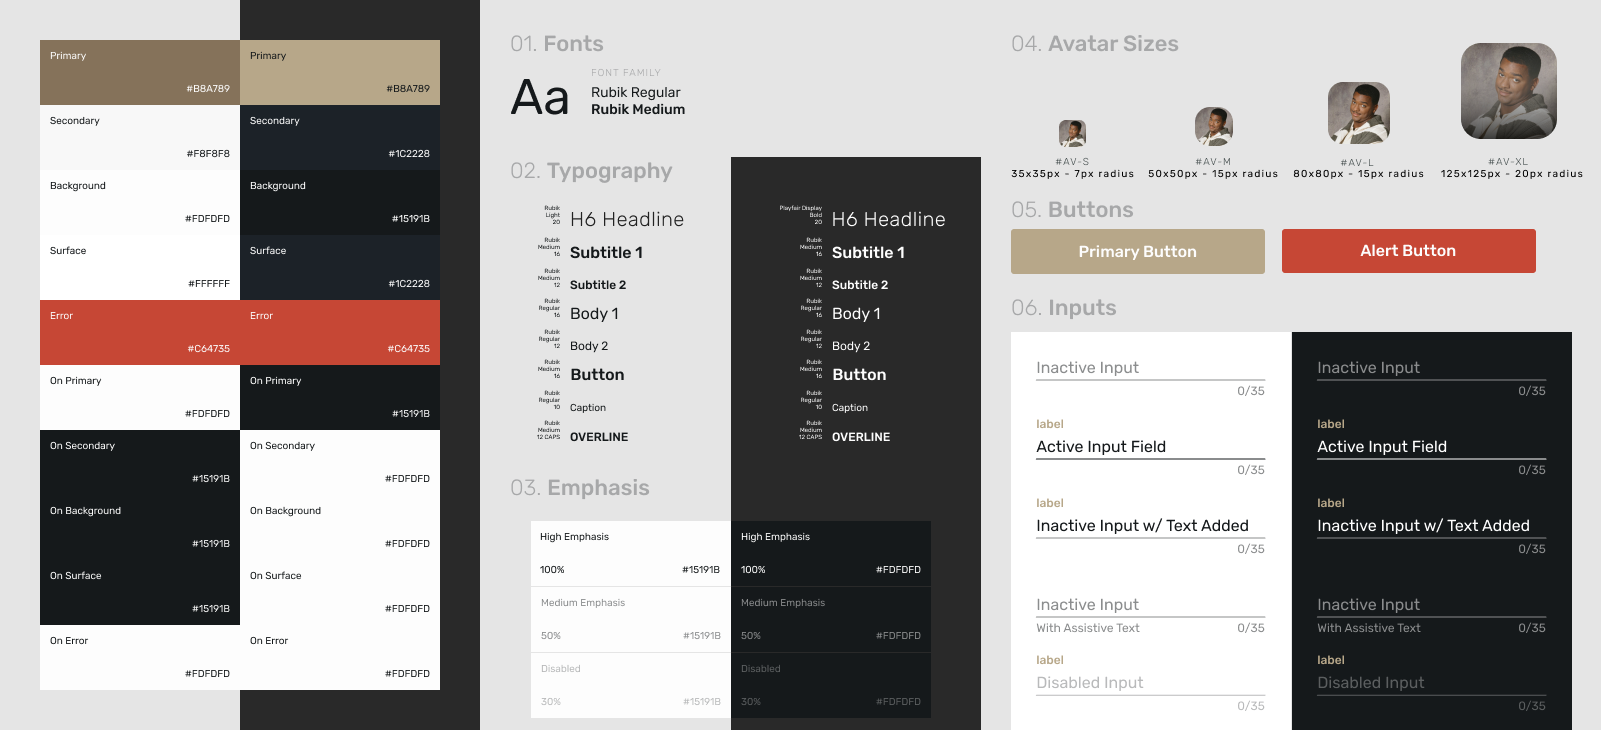 Primary
#B8A789
Primary
#B8A789
Secondary
#F8F8F8
Secondary
#1C2228
Background
#FDFDFD
Background
#15191B
Surface
#FFFFFF
Surface
#1C2228
Error
#C64735
Error
#C64735
On Primary
#FDFDFD
On Primary
#15191B
On Secondary
#15191B
On Secondary
#FDFDFD
On Background
#15191B
On Background
#FDFDFD
On Surface
#15191B
On Surface
#FDFDFD
On Error
#FDFDFD
On Error
#FDFDFD
01. Fonts
Aa
FONT FAMILY
Rubik Regular
Rubik Medium
02. Typography
Rubik
Light
20
H6 Headline
Rubik
Medium
16
Subtitle 1
Rubik
Medium
12
Subtitle 2
Rubik
Regular
16
Body 1
Rubik
Regular
12
Body 2
Rubik
Medium
16
Button
Rubik
Regular
10
Caption
Rubik
Medium
12 CAPS
OVERLINE
Playfair Display
Bold
20
H6 Headline
Rubik
Medium
16
Subtitle 1
Rubik
Medium
12
Subtitle 2
Rubik
Regular
16
Body 1
Rubik
Regular
12
Body 2
Rubik
Medium
16
Button
Rubik
Regular
10
Caption
Rubik
Medium
12 CAPS
OVERLINE
03. Emphasis
High Emphasis
100% #15191B
High Emphasis
100% #FDFDFD
Medium Emphasis
50% #15191B
Medium Emphasis
50% #FDFDFD
Disabled
30% #15191B
Disabled
30% #FDFDFD
04. Avatar Sizes
#AV-S
35x35px - 7px radius
#AV-M
50x50px - 15px radius
#AV-L
80x80px - 15px radius
#AV-XL
125x125px - 20px radius
05. Buttons
Primary Button
Alert Button
06. Inputs
Inactive Input
0/35
label
Active Input Field
0/35
label
Inactive Input w/ Text Added
0/35
Inactive Input
With Assistive Text 0/35
label
Disabled Input
0/35
Inactive Input
0/35
label
Active Input Field
0/35
label
Inactive Input w/ Text Added
0/35
Inactive Input
With Assistive Text 0/35
label
Disabled Input
0/35